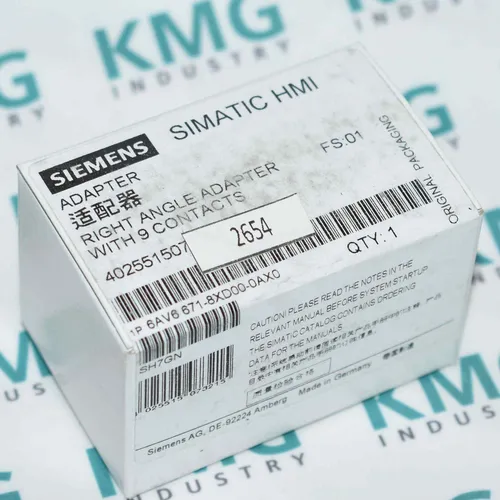 KMG
INDUSTRY
SIEMENS
SIMATIC HMI
ADAPTER
适配器
RIGHT ANGLE ADAPTER
WITH 9 CONTACTS
FS:01
402551507
2654
QTY: 1
ORIGINAL PACKAGING
1P 6AV6 671-8XD00-0AX0
SH7GN
CAUTION! PLEASE READ THE NOTES IN THE
RELEVANT MANUAL BEFORE SYSTEM STARTUP.
THE SIMATIC CATALOG CONTAINS ORDERING
DATA FOR THE MANUALS.
Made in Germany
Siemens AG, DE-92224 Amberg
KMG
INDUSTRY
KMG
INDUSTRY